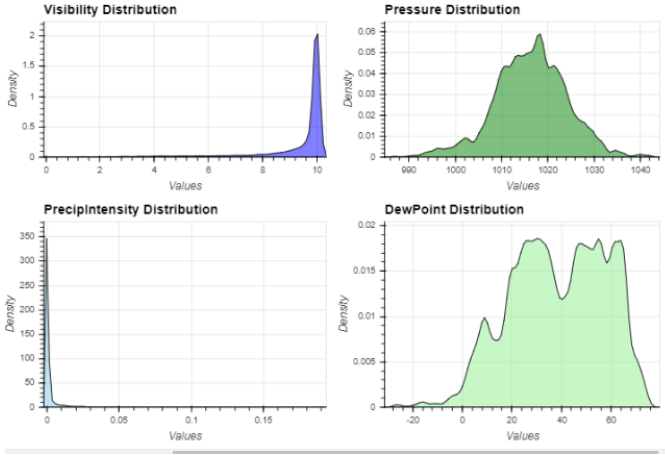 Visibility Distribution
Density
2
1.5
1
0.5
0
0 2 4 6 8 10
Values
Pressure Distribution
Density
0.06
0.05
0.04
0.03
0.02
0.01
0
990 1000 1010 1020 1030 1040
Values
PrecipIntensity Distribution
Density
350
300
250
200
150
100
50
0
0 0.05 0.1 0.15
Values
DewPoint Distribution
Density
0.02
0.015
0.01
0.005
0
-20 0 20 40 60
Values